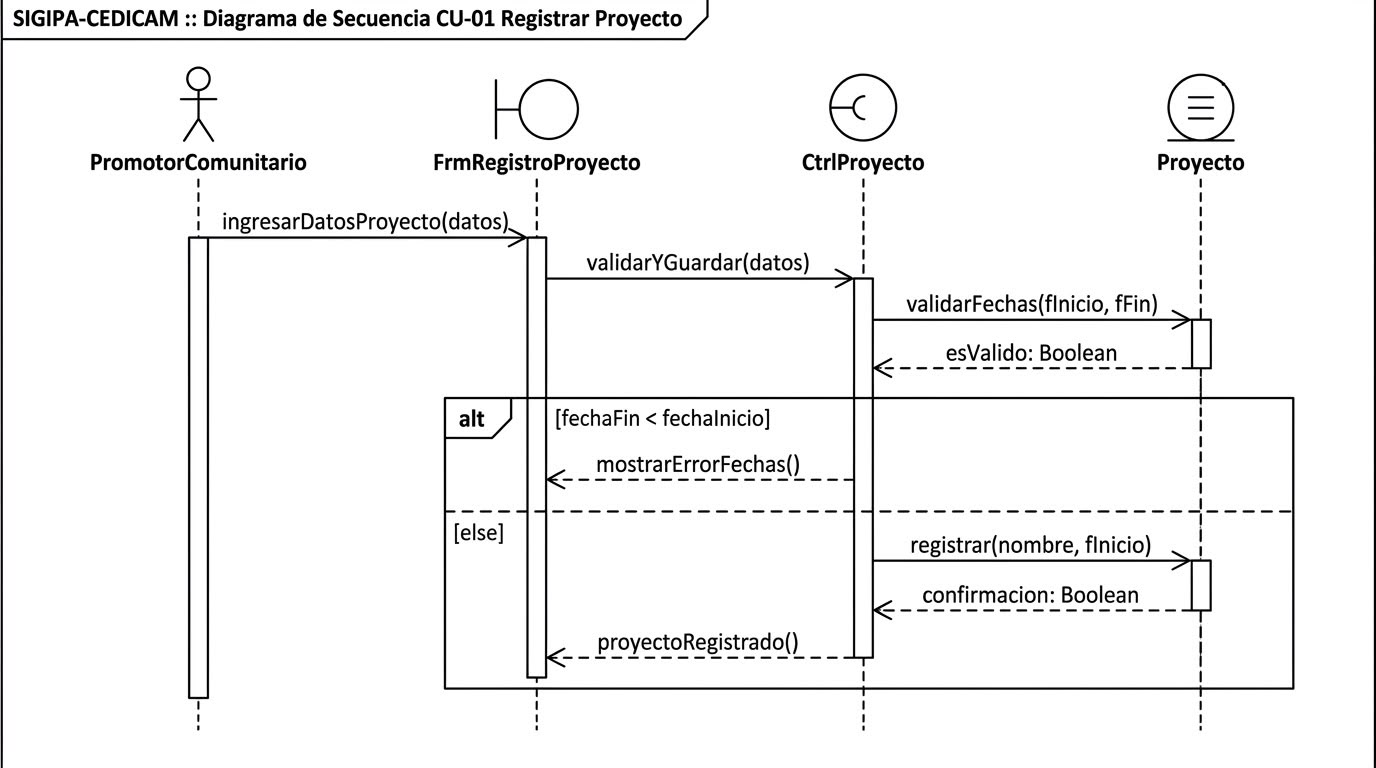 SIGIPA-CEDICAM :: Diagrama de Secuencia CU-01 Registrar Proyecto
PromotorComunitario
FrmRegistroProyecto
CtrlProyecto
Proyecto
ingresarDatosProyecto(datos)
validarYGuardar(datos)
validarFechas(fInicio, fFin)
esValido: Boolean
alt
[fechaFin < fechaInicio]
mostrarErrorFechas()
[else]
registrar(nombre, fInicio)
confirmacion: Boolean
proyectoRegistrado()